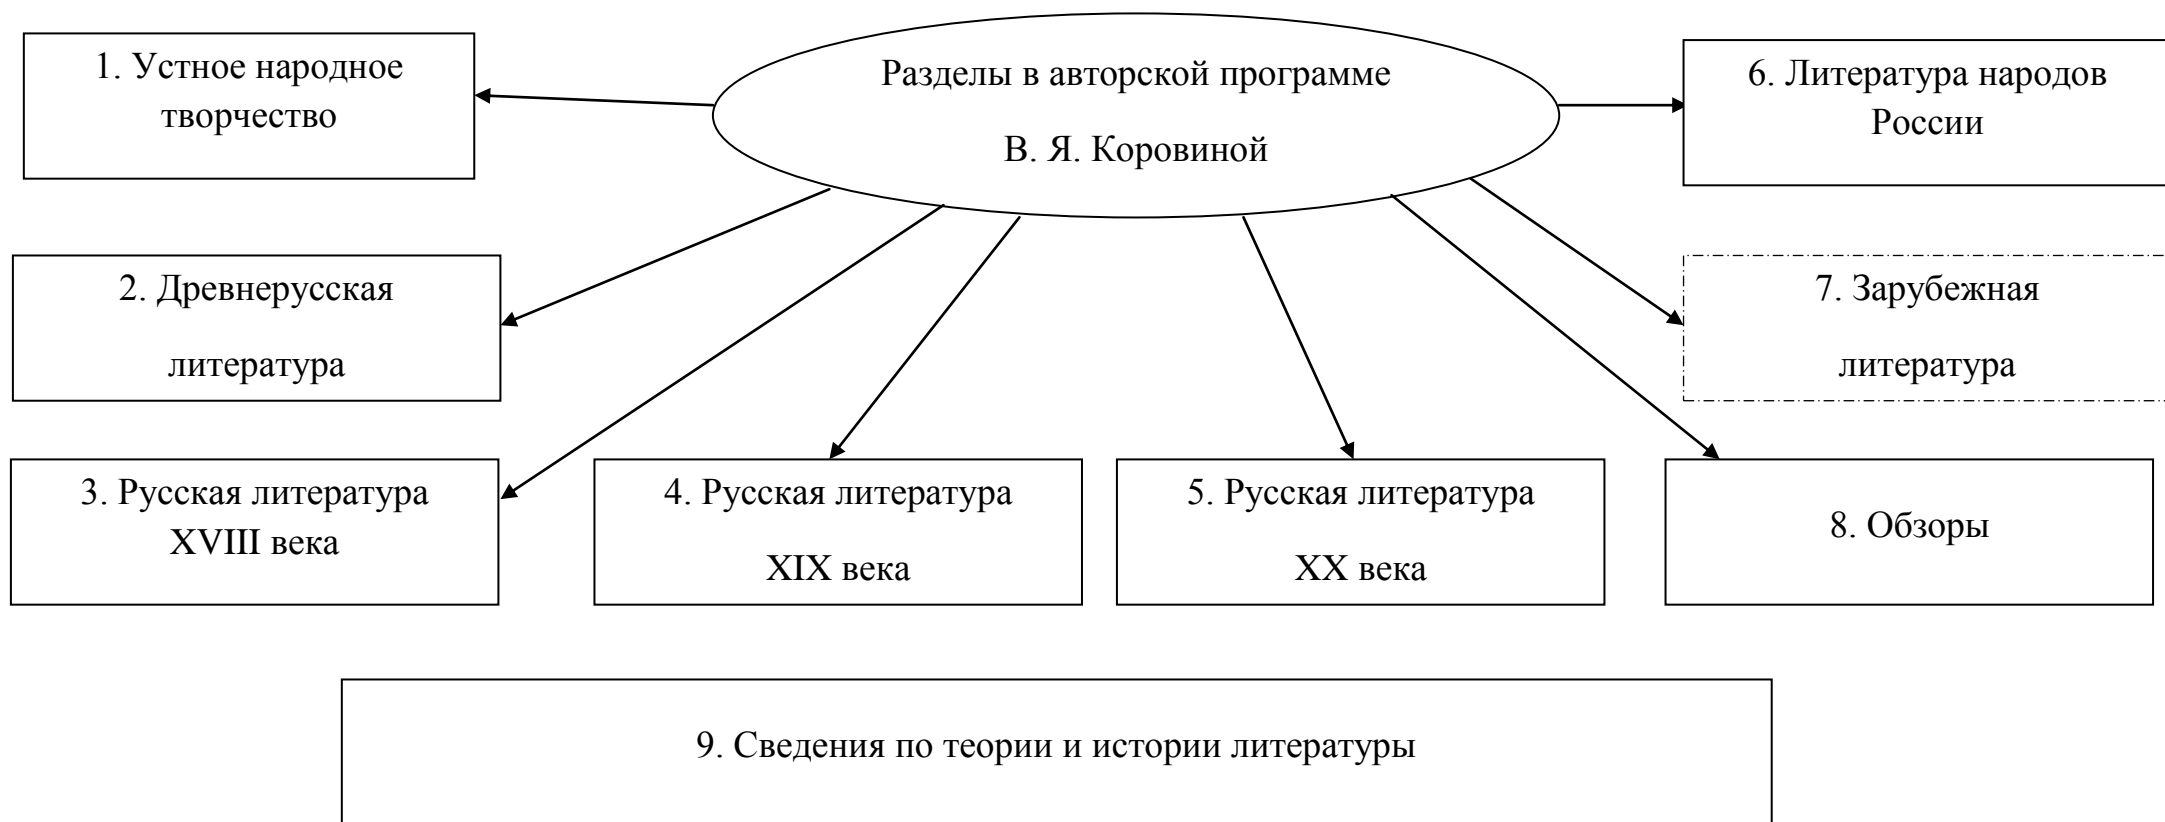 Разделы в авторской программе
В. Я. Коровиной
1. Устное народное
творчество
2. Древнерусская
литература
3. Русская литература
XVIII века
4. Русская литература
XIX века
5. Русская литература
XX века
6. Литература народов
России
7. Зарубежная
литература
8. Обзоры
9. Сведения по теории и истории литературы